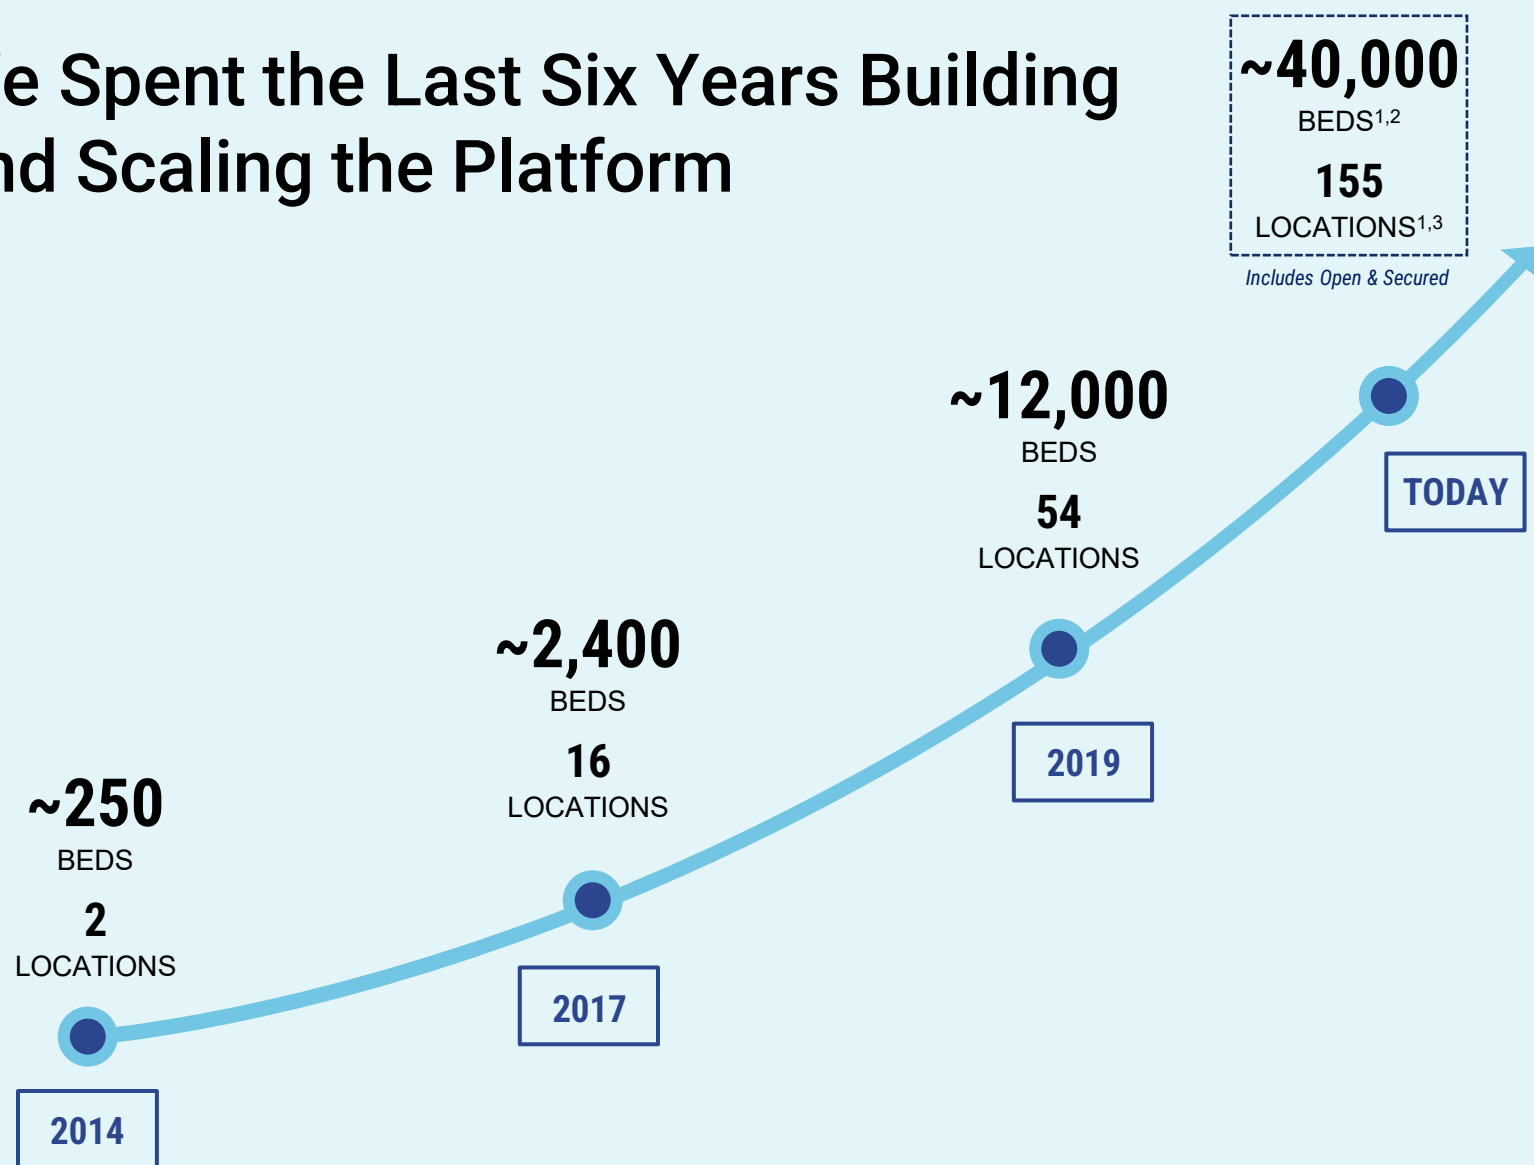 e Spent the Last Six Years Building
nd Scaling the Platform
~40,000
BEDS¹,²
155
LOCATIONS¹,³
Includes Open & Secured
TODAY
~12,000
BEDS
54
LOCATIONS
2019
~2,400
BEDS
16
LOCATIONS
2017
~250
BEDS
2
LOCATIONS
2014